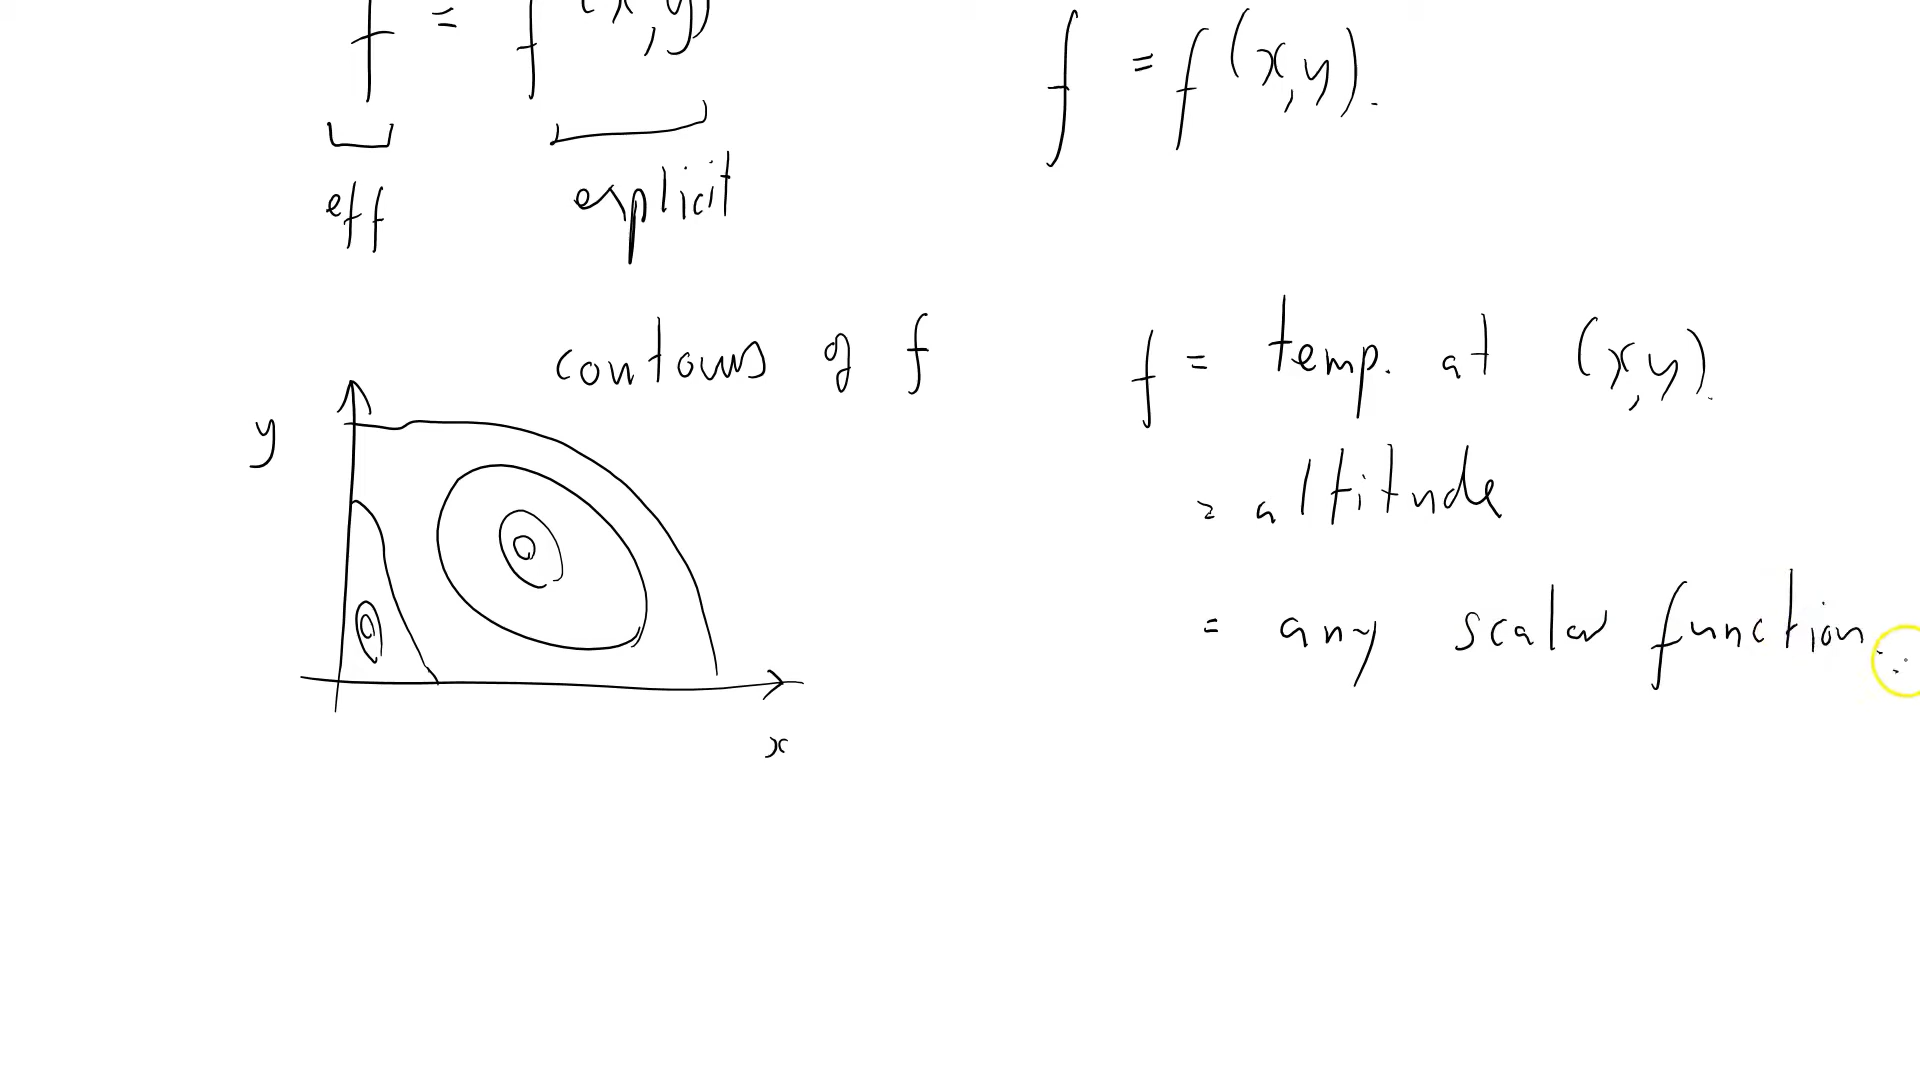 f = f(x,y)
eff explicit
contours of f
y
x
f = f(x,y).
f = temp. at (x,y).
= altitude
= any scalar function.